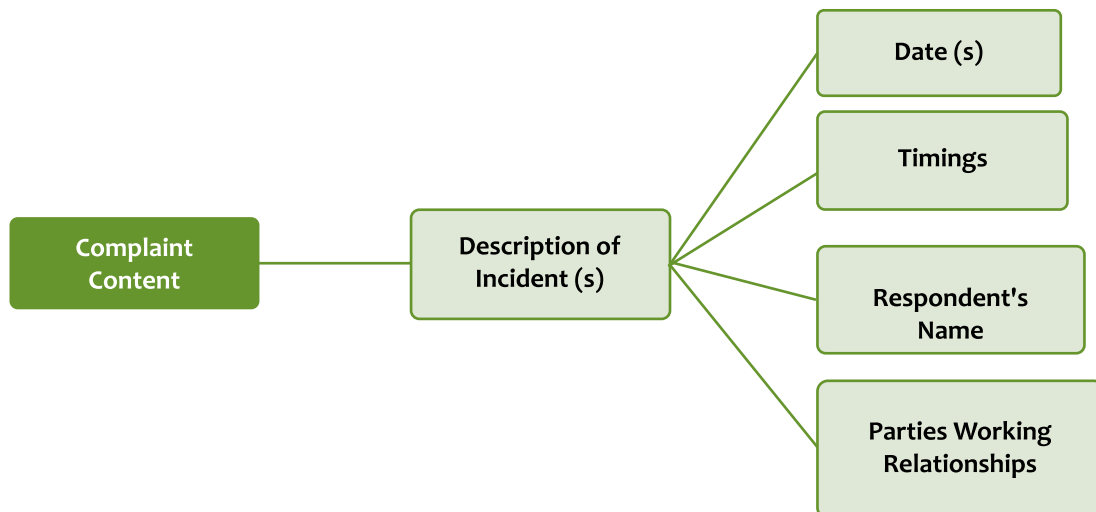 Complaint
Content
Description of
Incident (s)
Date (s)
Timings
Respondent's
Name
Parties Working
Relationships